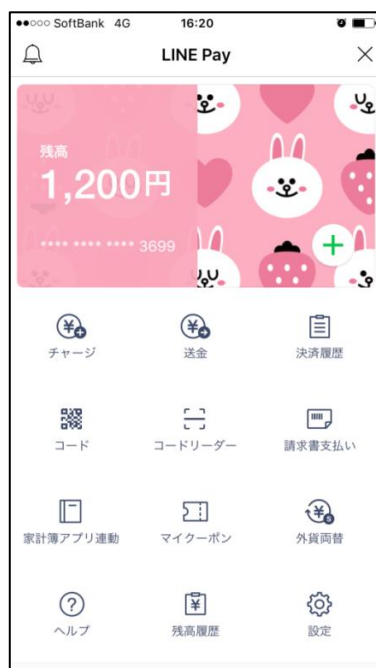 SoftBank 4G 16:20
LINE Pay
残高
1,200円
**** **** **** 3699
チャージ 送金 決済履歴
コード コードリーダー 請求書支払い
家計簿アプリ連動 マイクーポン 外貨両替
ヘルプ 残高履歴 設定